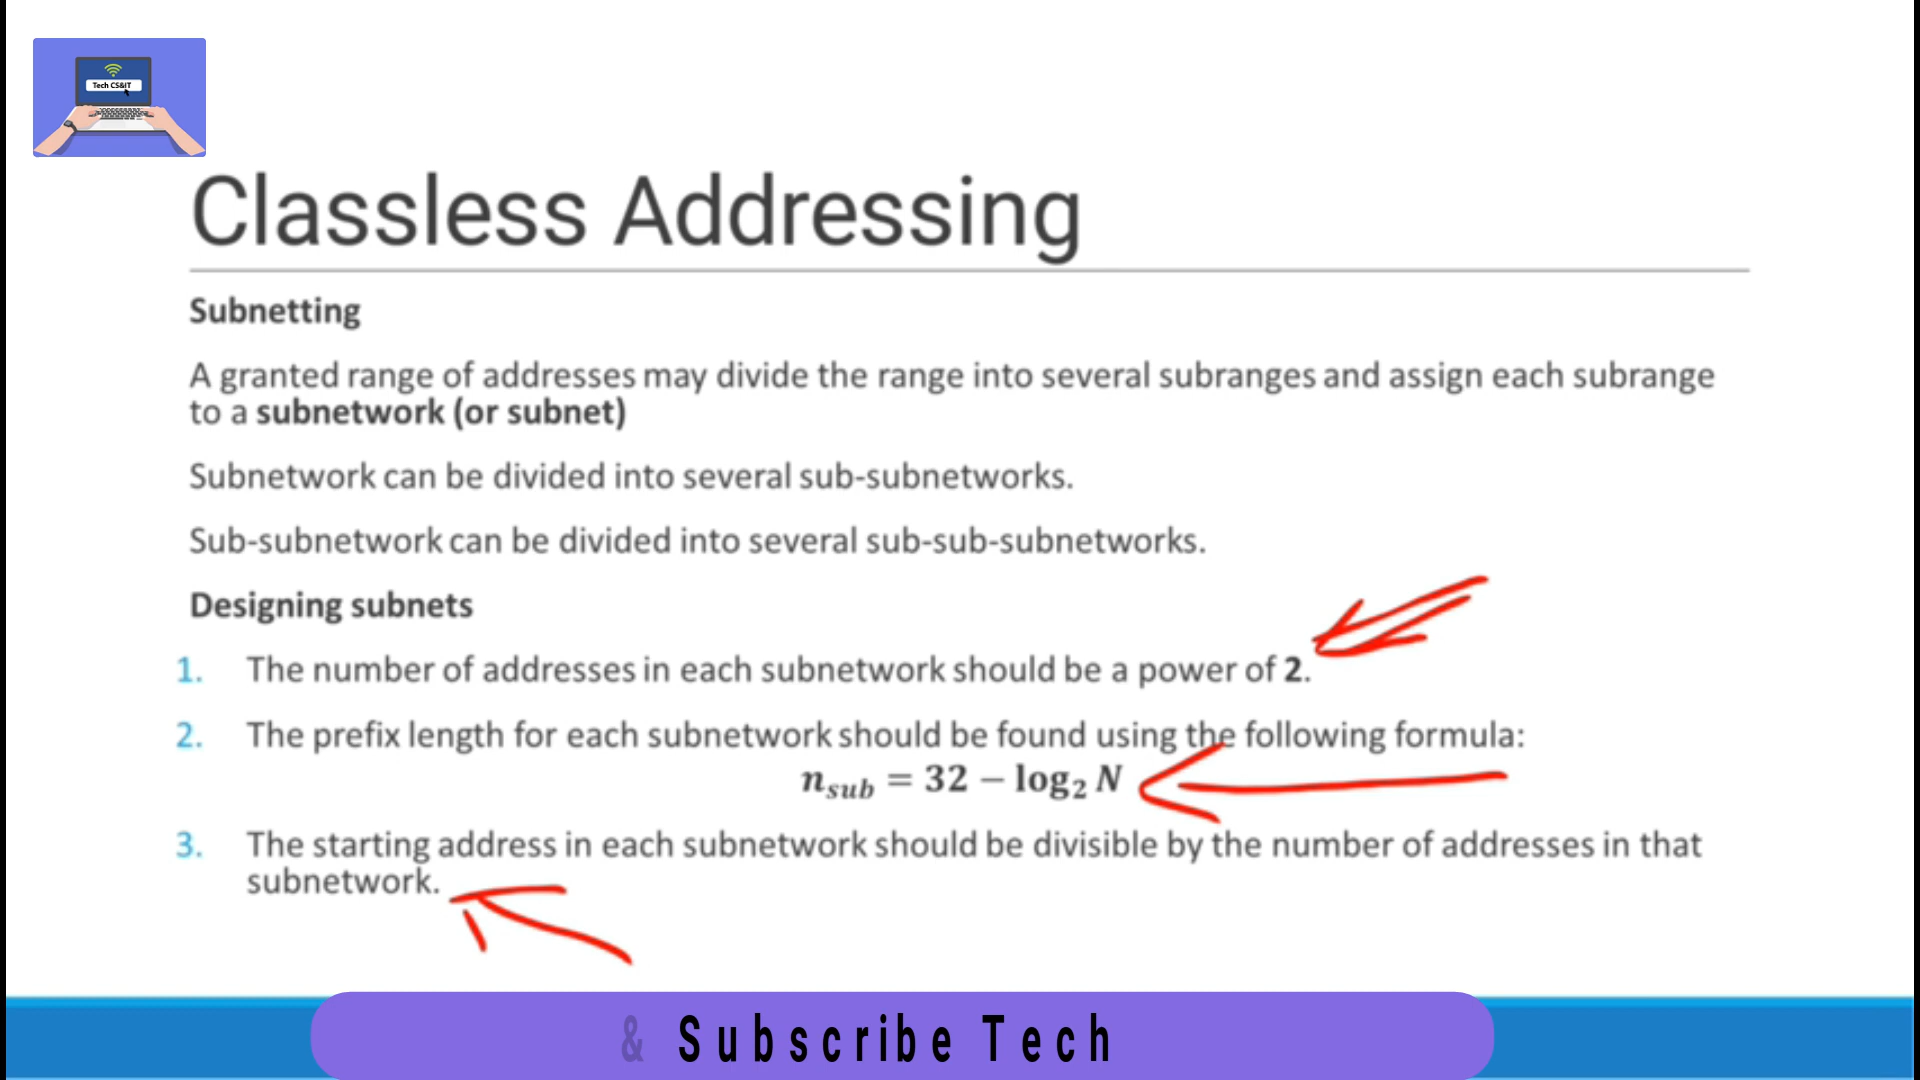 Tech CS&IT
Classless Addressing
Subnetting
A granted range of addresses may divide the range into several subranges and assign each subrange
to a subnetwork (or subnet)
Subnetwork can be divided into several sub-subnetworks.
Sub-subnetwork can be divided into several sub-sub-subnetworks.
Designing subnets
1. The number of addresses in each subnetwork should be a power of 2.
2. The prefix length for each subnetwork should be found using the following formula:
n_sub = 32 − log₂ N
3. The starting address in each subnetwork should be divisible by the number of addresses in that
subnetwork.
& Subscribe Tech